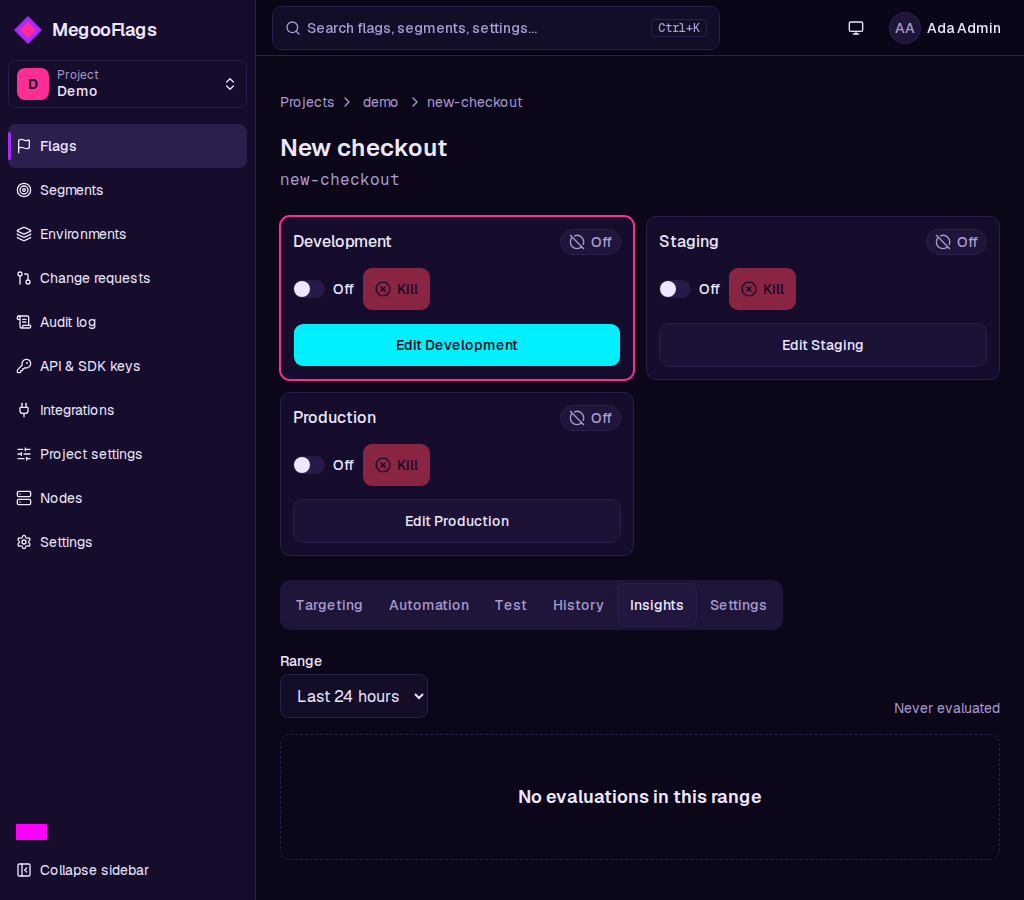 MegooFlags
Search flags, segments, settings...
Ctrl+K
AA
Ada Admin
D
Project
Demo
Flags
Segments
Environments
Change requests
Audit log
API & SDK keys
Integrations
Project settings
Nodes
Settings
Collapse sidebar
Projects
demo
new-checkout
New checkout
new-checkout
Development
Off
Off
Kill
Edit Development
Staging
Off
Off
Kill
Edit Staging
Production
Off
Off
Kill
Edit Production
Targeting
Automation
Test
History
Insights
Settings
Range
Last 24 hours
Never evaluated
No evaluations in this range